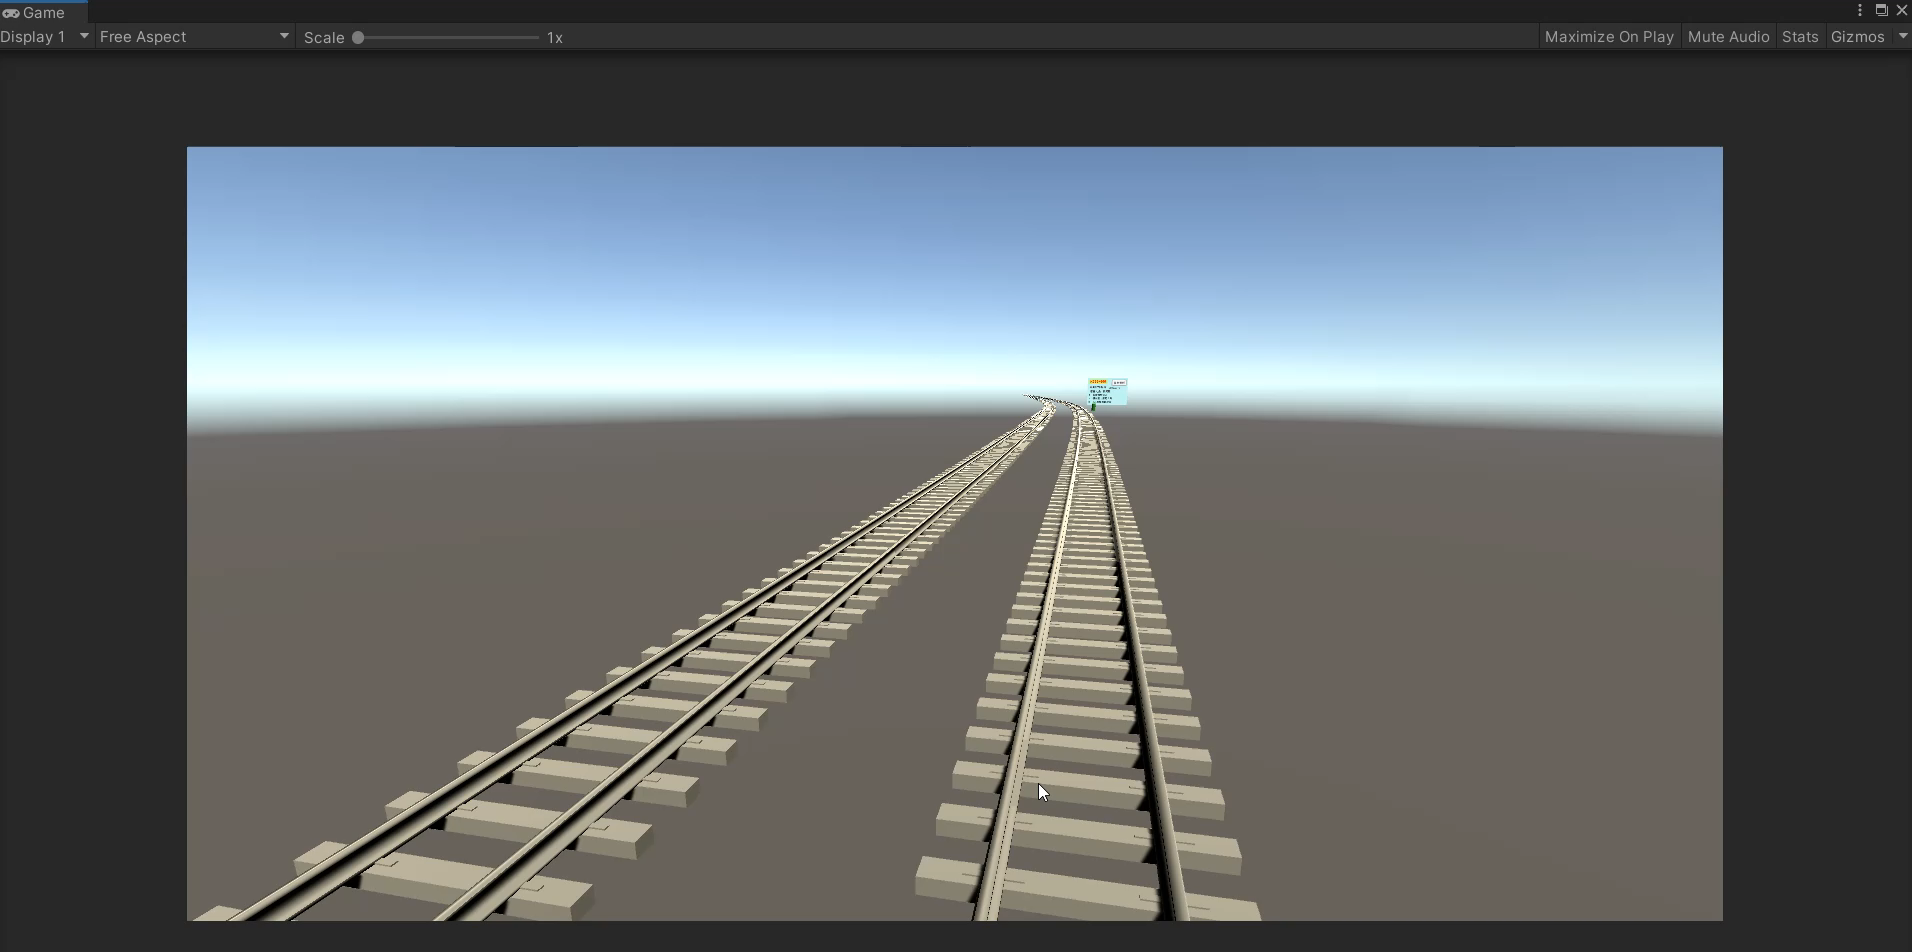 Game
Display 1
Free Aspect
Scale
1x
Maximize On Play
Mute Audio
Stats
Gizmos